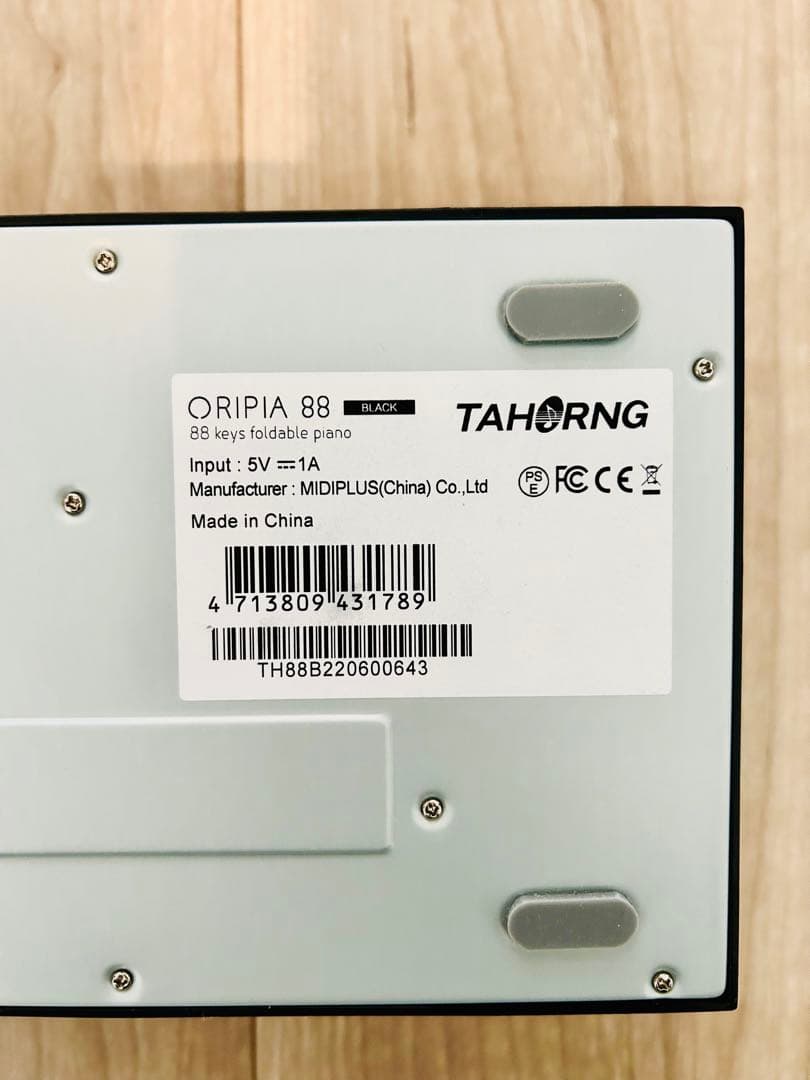 ORIPIA 88 BLACK
TAHORNG
88 keys foldable piano
Input : 5V ⎓ 1A
Manufacturer : MIDIPLUS(China) Co.,Ltd
PS
E
FC CE
Made in China
4 713809 431789
TH88B220600643